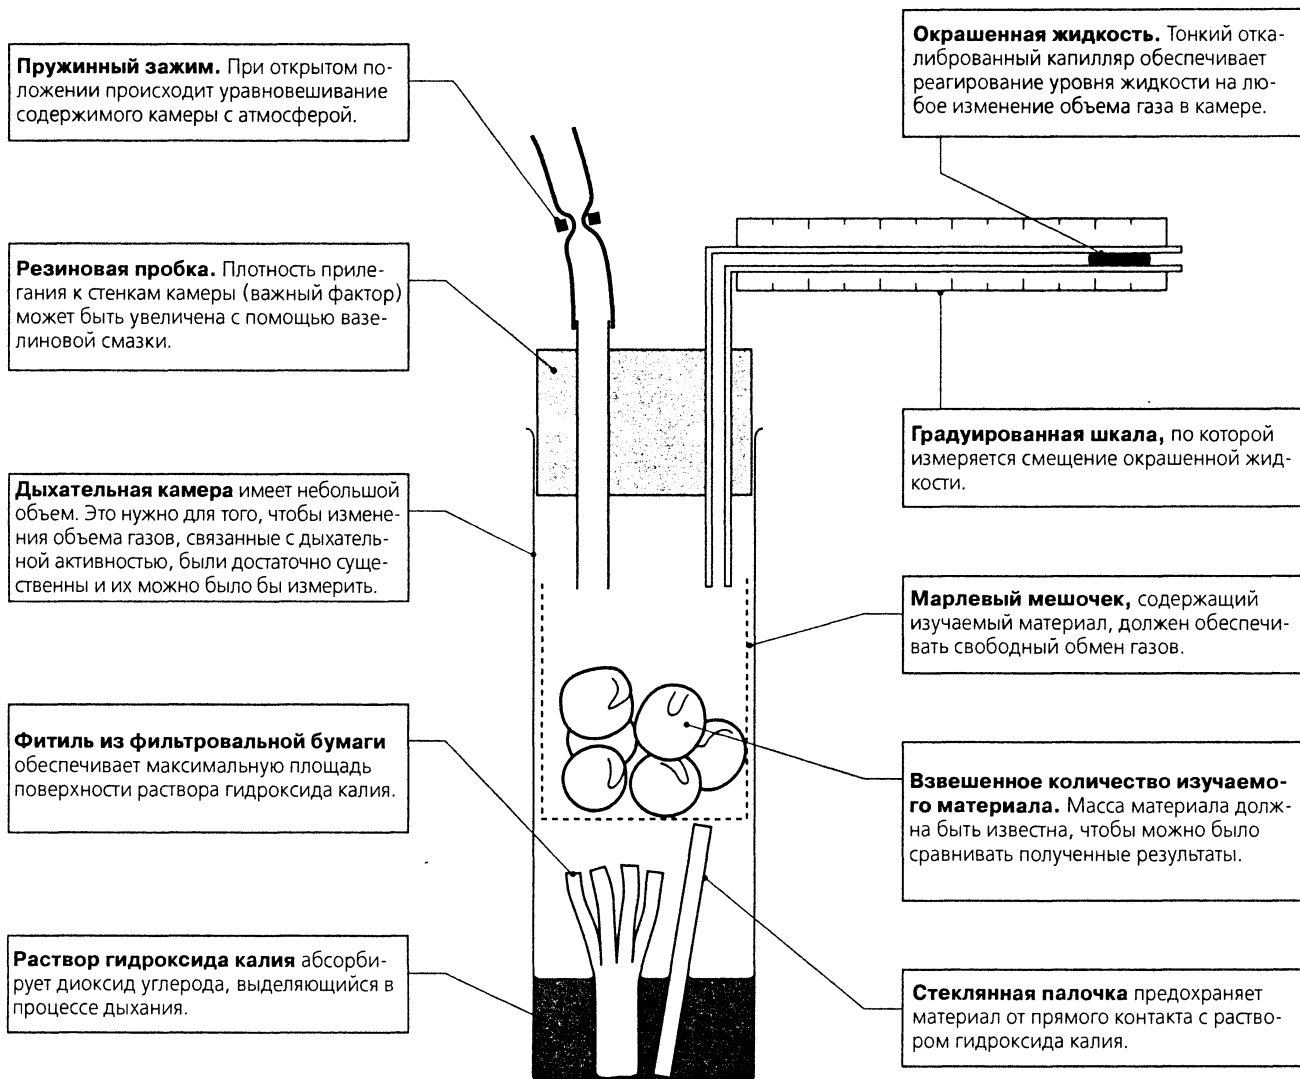 Пружинный зажим. При открытом по-
ложении происходит уравновешивание
содержимого камеры с атмосферой.
Резиновая пробка. Плотность приле-
гания к стенкам камеры (важный фактор)
может быть увеличена с помощью вазе-
линовой смазки.
Дыхательная камера имеет небольшой
объем. Это нужно для того, чтобы измене-
ния объема газов, связанные с дыхатель-
ной активностью, были достаточно суще-
ственны и их можно было бы измерить.
Фитиль из фильтровальной бумаги
обеспечивает максимальную площадь
поверхности раствора гидроксида калия.
Раствор гидроксида калия абсорби-
рует диоксид углерода, выделяющийся в
процессе дыхания.
Окрашенная жидкость. Тонкий отка-
либрованный капилляр обеспечивает
реагирование уровня жидкости на лю-
бое изменение объема газа в камере.
Градуированная шкала, по которой
измеряется смещение окрашенной жид-
кости.
Марлевый мешочек, содержащий
изучаемый материал, должен обеспечи-
вать свободный обмен газов.
Взвешенное количество изучаемо-
го материала. Масса материала долж-
на быть известна, чтобы можно было
сравнивать полученные результаты.
Стеклянная палочка предохраняет
материал от прямого контакта с раство-
ром гидроксида калия.